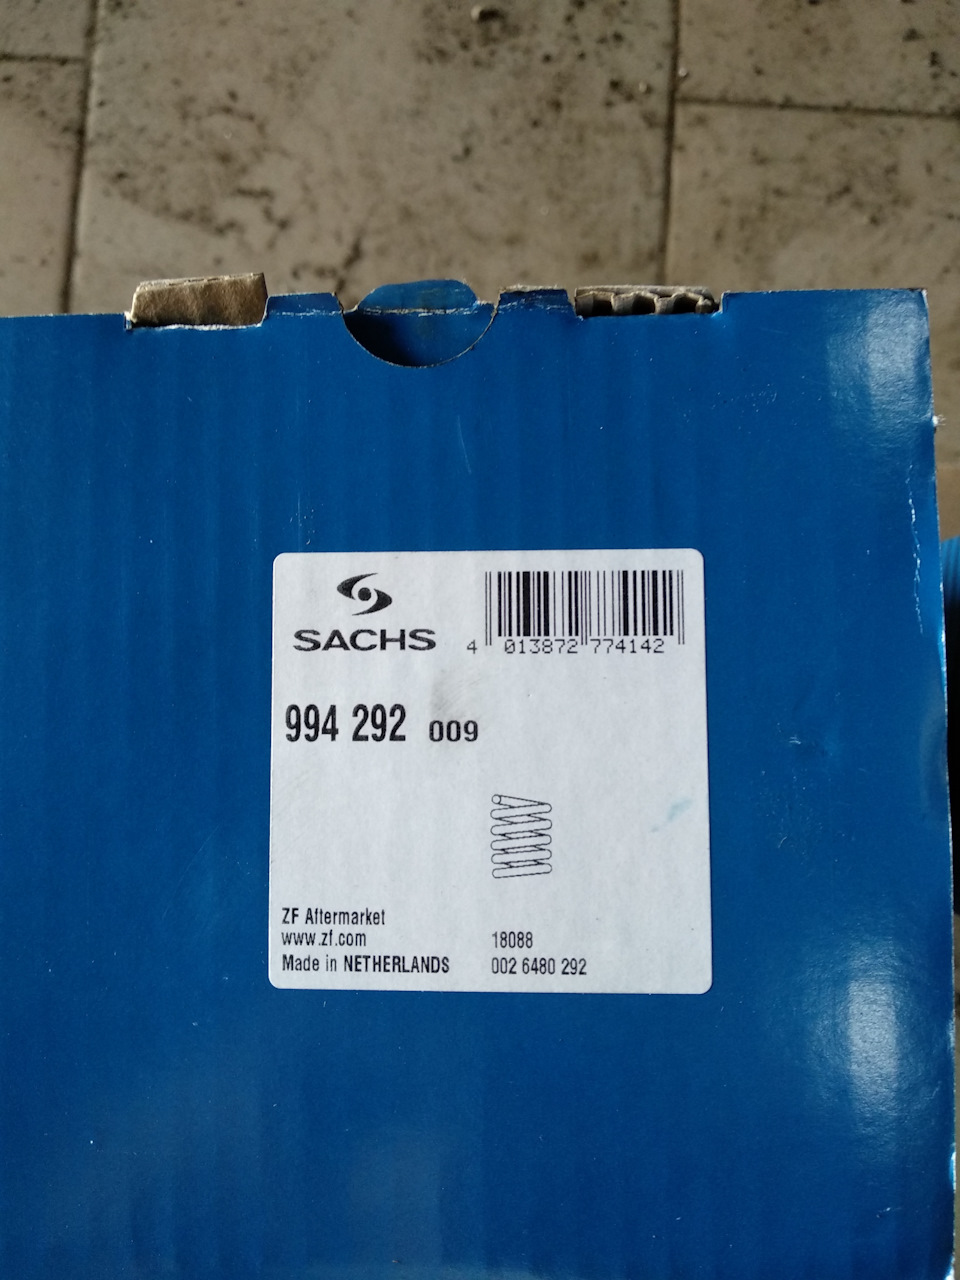 SACHS
4 013872 774142
994 292 009
ZF Aftermarket
www.zf.com
18088
Made in NETHERLANDS
002 6480 292